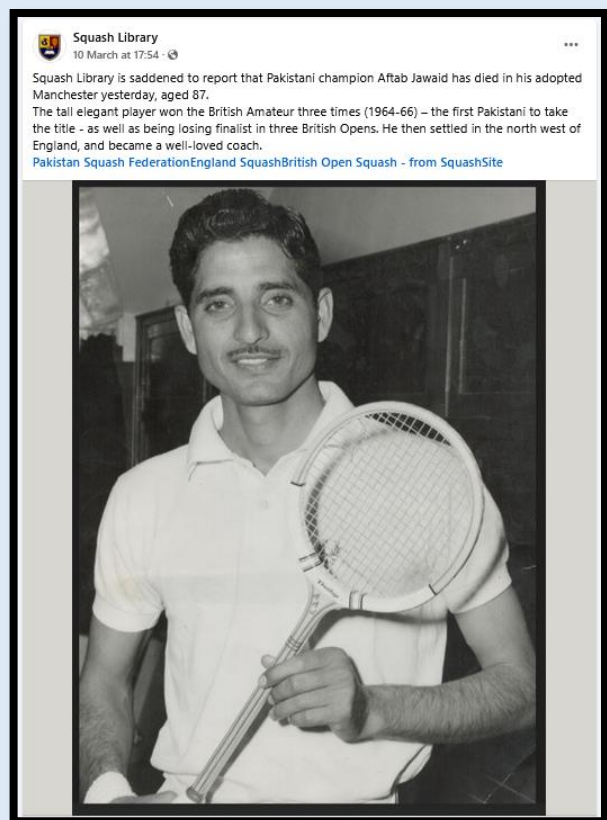 Squash Library
10 March at 17:54 ·
Squash Library is saddened to report that Pakistani champion Aftab Jawaid has died in his adopted
Manchester yesterday, aged 87.
The tall elegant player won the British Amateur three times (1964-66) – the first Pakistani to take
the title - as well as being losing finalist in three British Opens. He then settled in the north west of
England, and became a well-loved coach.
Pakistan Squash FederationEngland SquashBritish Open Squash - from SquashSite